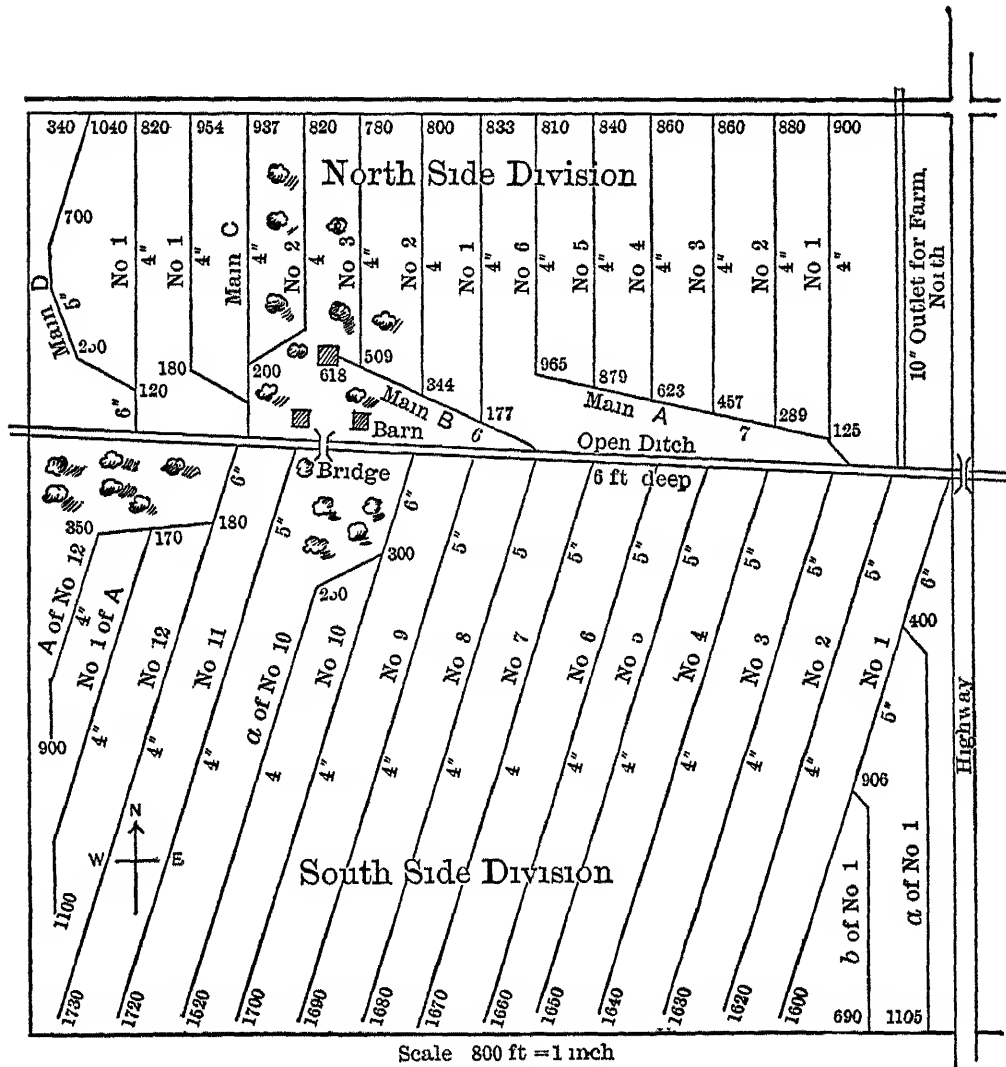 340 1040 820 954 937 820 780 800 833 810 840 860 860 880 900
North Side Division
700
Main D
5"
No 1
4"
No 1
4"
Main C
4"
No 2
4
No 3
4"
No 2
4
No 1
4"
No 6
4"
No 5
4"
No 4
4"
No 3
4"
No 2
4"
No 1
4"
10" Outlet for Farm,
North
120
6"
180
200
618
509
344
177
Main B 6
Barn
965
879
623
457
289
125
Main A 7
Open Ditch
6 ft deep
Bridge
350
170
180
6"
5"
6"
300
5"
5
5"
5"
5"
5"
5"
5"
6"
400
A of No 12
4"
No 1 of A
4"
No 12
4"
No 11
4"
a of No 10
4
No 10
4"
No 9
4"
No 8
4"
No 7
4
No 6
4"
No 5
4"
No 4
4"
No 3
4"
No 2
4"
No 1
5"
900
906
1100
N
W E
South Side Division
b of No 1
a of No 1
Highway
1730 1720 1520 1700 1690 1680 1670 1660 1650 1640 1630 1620 1600 690 1105
Scale 800 ft = 1 inch